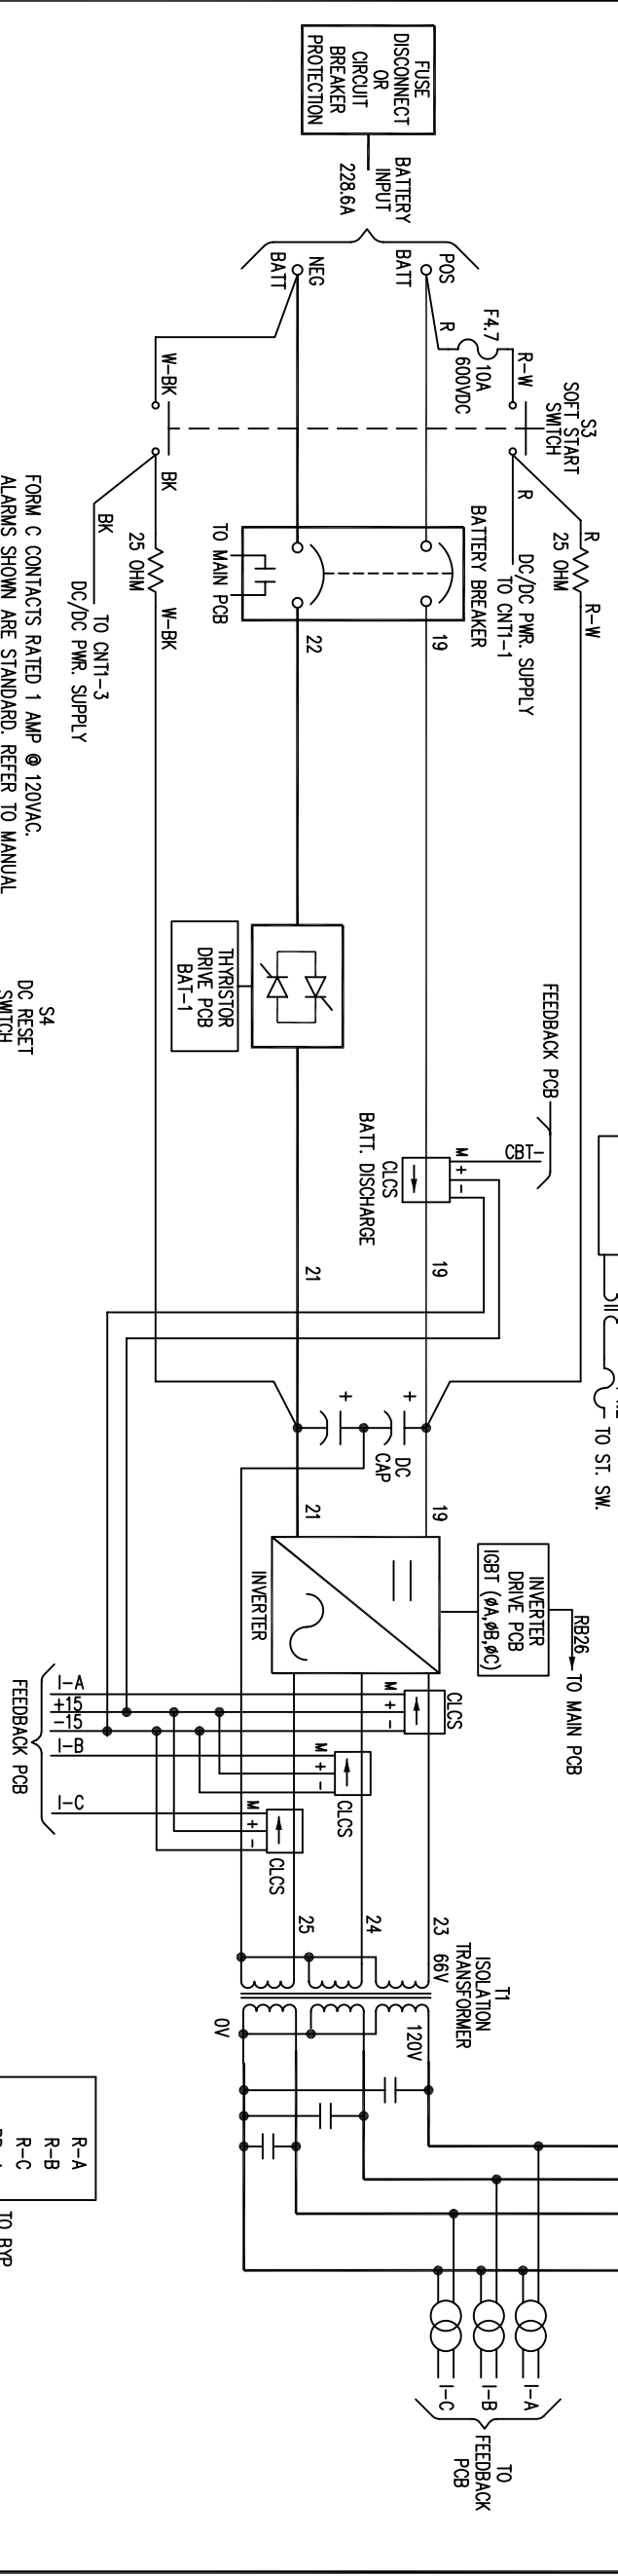 FUSE
DISCONNECT
OR
CIRCUIT
BREAKER
PROTECTION
BATTERY
INPUT
228.6A
POS
BATT
NEG
BATT
R
F4.7
10A
600VDC
R-W
S3
SOFT START
SWITCH
R
R
25 OHM
R-W
DC/DC PWR. SUPPLY
TO CNT1-1
W-BK
BK
BK
25 OHM
W-BK
TO CNT1-3
DC/DC PWR. SUPPLY
BATTERY BREAKER
TO MAIN PCB
19
22
FORM C CONTACTS RATED 1 AMP @ 120VAC.
ALARMS SHOWN ARE STANDARD. REFER TO MANUAL
THYRISTOR
DRIVE PCB
BAT-1
S4
DC RESET
SWITCH
FEEDBACK PCB
CBT-
M
+
-
CLCS
BATT. DISCHARGE
19
21
TO ST. SW.
+
+
DC
CAP
19
21
INVERTER
INVERTER
DRIVE PCB
IGBT (ØA,ØB,ØC)
RB26
TO MAIN PCB
I-A
+15
-15
I-B
I-C
FEEDBACK PCB
M
+
-
CLCS
M
+
-
CLCS
M
+
-
CLCS
23
66V
24
25
T1
ISOLATION
TRANSFORMER
120V
0V
R-A
R-B
R-C
TO BYP
I-A
I-B
I-C
TO
FEEDBACK
PCB